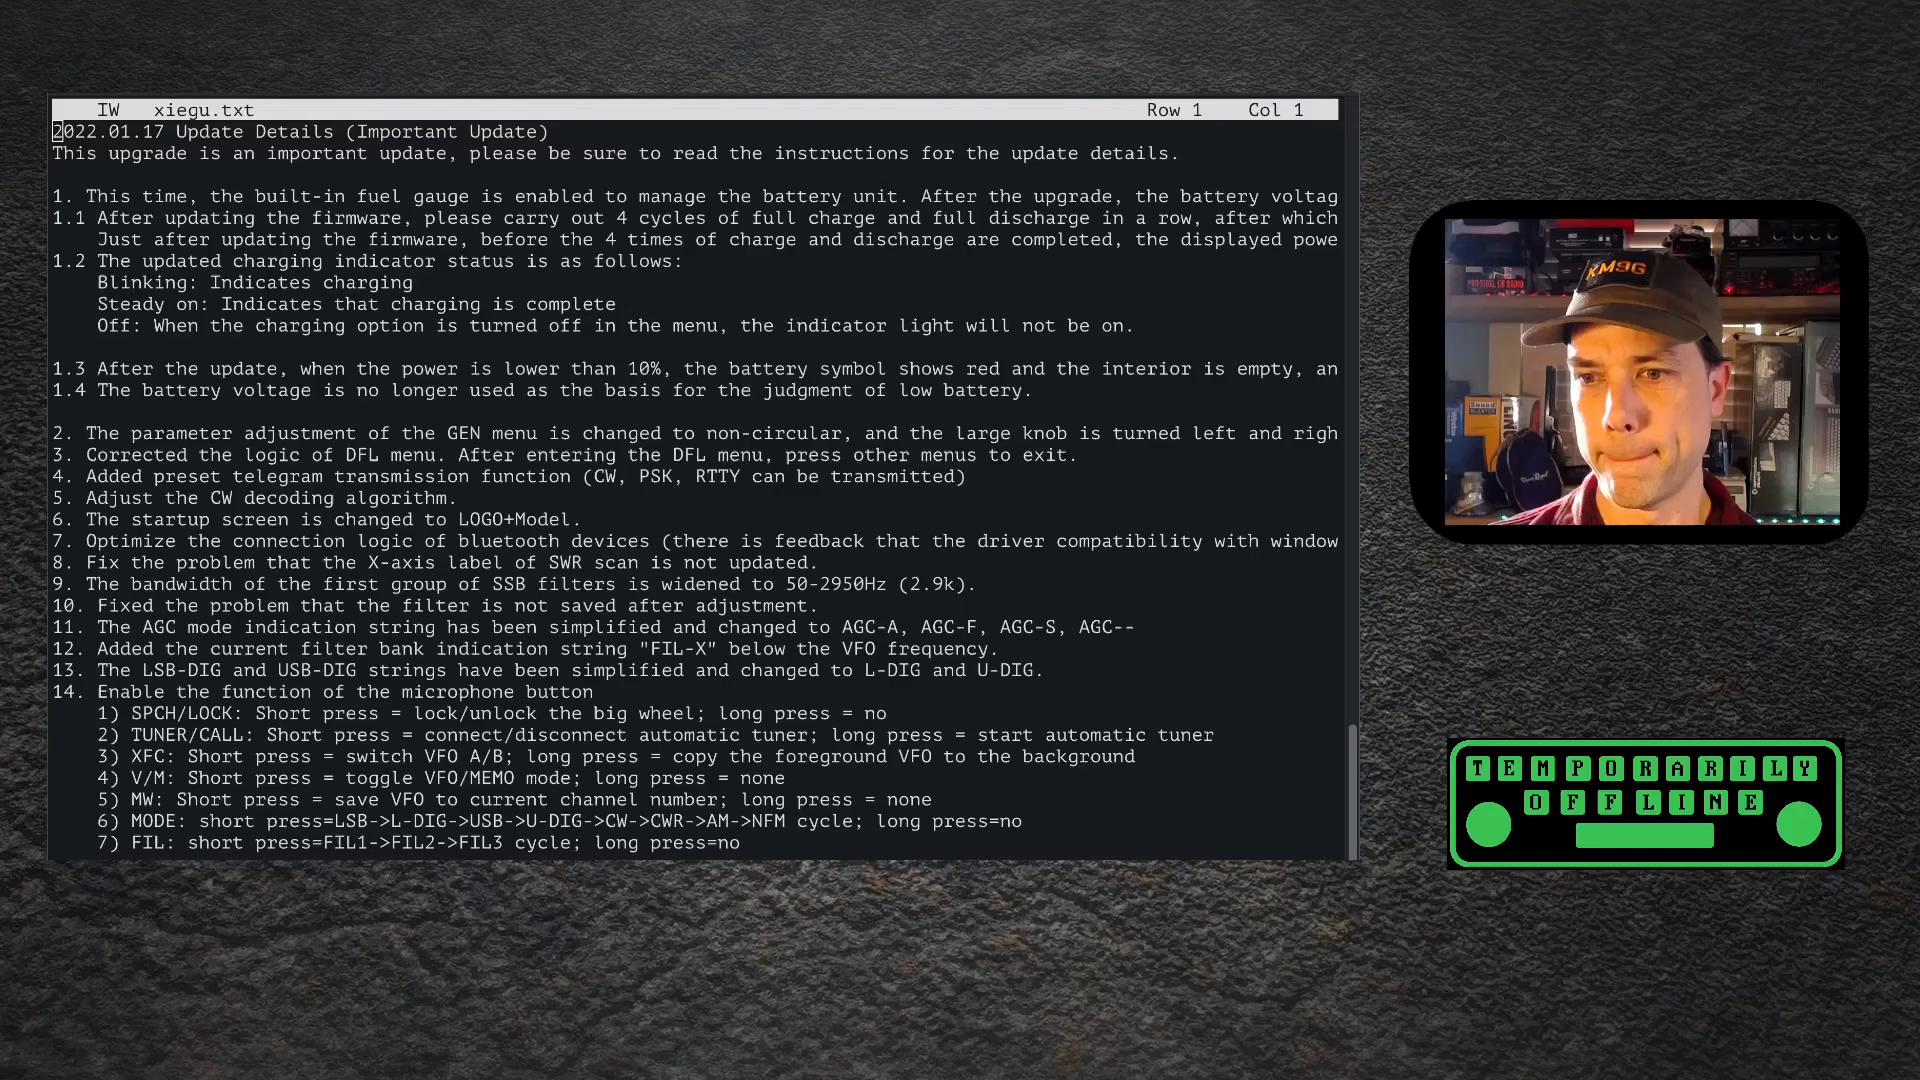 IW xiegu.txt Row 1 Col 1
2022.01.17 Update Details (Important Update)
This upgrade is an important update, please be sure to read the instructions for the update details.
1. This time, the built-in fuel gauge is enabled to manage the battery unit. After the upgrade, the battery voltag
1.1 After updating the firmware, please carry out 4 cycles of full charge and full discharge in a row, after which
Just after updating the firmware, before the 4 times of charge and discharge are completed, the displayed powe
1.2 The updated charging indicator status is as follows:
Blinking: Indicates charging
Steady on: Indicates that charging is complete
Off: When the charging option is turned off in the menu, the indicator light will not be on.
1.3 After the update, when the power is lower than 10%, the battery symbol shows red and the interior is empty, an
1.4 The battery voltage is no longer used as the basis for the judgment of low battery.
2. The parameter adjustment of the GEN menu is changed to non-circular, and the large knob is turned left and righ
3. Corrected the logic of DFL menu. After entering the DFL menu, press other menus to exit.
4. Added preset telegram transmission function (CW, PSK, RTTY can be transmitted)
5. Adjust the CW decoding algorithm.
6. The startup screen is changed to LOGO+Model.
7. Optimize the connection logic of bluetooth devices (there is feedback that the driver compatibility with window
8. Fix the problem that the X-axis label of SWR scan is not updated.
9. The bandwidth of the first group of SSB filters is widened to 50-2950Hz (2.9k).
10. Fixed the problem that the filter is not saved after adjustment.
11. The AGC mode indication string has been simplified and changed to AGC-A, AGC-F, AGC-S, AGC--
12. Added the current filter bank indication string "FIL-X" below the VFO frequency.
13. The LSB-DIG and USB-DIG strings have been simplified and changed to L-DIG and U-DIG.
14. Enable the function of the microphone button
1) SPCH/LOCK: Short press = lock/unlock the big wheel; long press = no
2) TUNER/CALL: Short press = connect/disconnect automatic tuner; long press = start automatic tuner
3) XFC: Short press = switch VFO A/B; long press = copy the foreground VFO to the background
4) V/M: Short press = toggle VFO/MEMO mode; long press = none
5) MW: Short press = save VFO to current channel number; long press = none
6) MODE: short press=LSB->L-DIG->USB->U-DIG->CW->CWR->AM->NFM cycle; long press=no
7) FIL: short press=FIL1->FIL2->FIL3 cycle; long press=no
KM9G
TEMPORARILY
OFFLINE